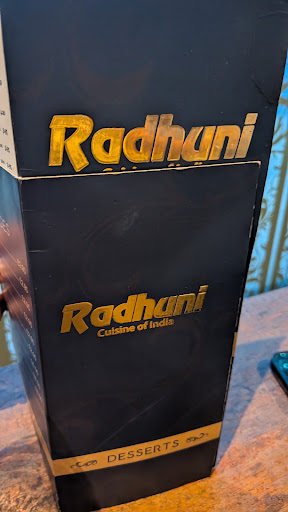 Radhuni
Radhuni
Cuisine of India
DESSERTS